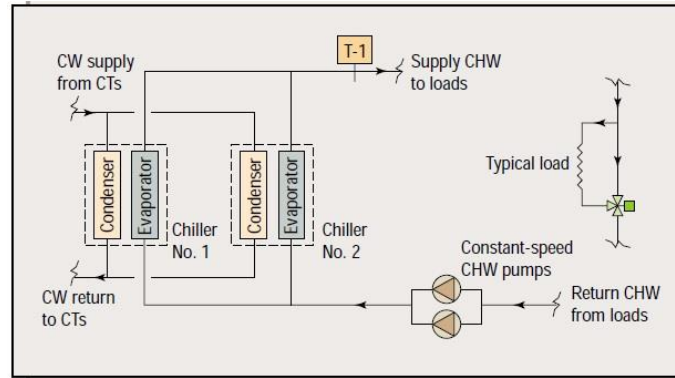 T-1
CW supply
from CTs
Supply CHW
to loads
Typical load
Condenser
Evaporator
Condenser
Evaporator
Chiller
No. 1
Chiller
No. 2
Constant-speed
CHW pumps
CW return
to CTs
Return CHW
from loads